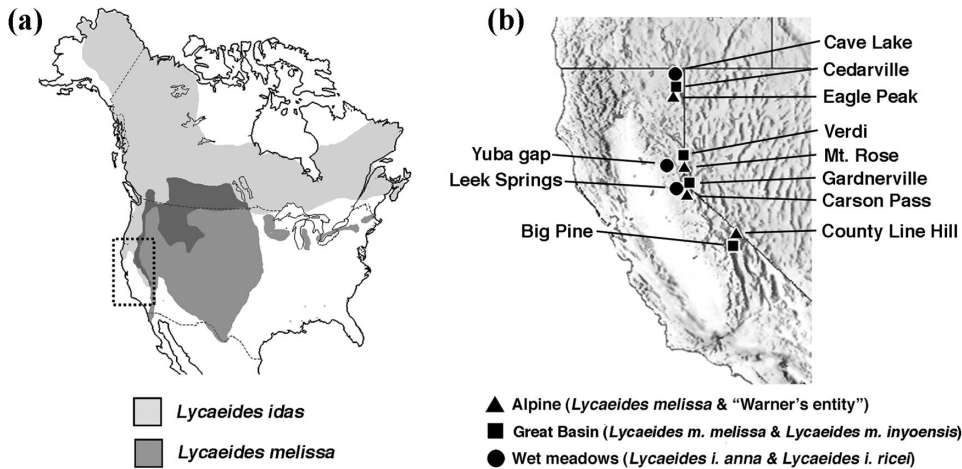 (a)
Lycaeides idas
Lycaeides melissa
(b)
Cave Lake
Cedarville
Eagle Peak
Verdi
Yuba gap
Mt. Rose
Leek Springs
Gardnerville
Carson Pass
Big Pine
County Line Hill
Alpine (Lycaeides melissa & “Warner’s entity”)
Great Basin (Lycaeides m. melissa & Lycaeides m. inyoensis)
Wet meadows (Lycaeides i. anna & Lycaeides i. ricei)